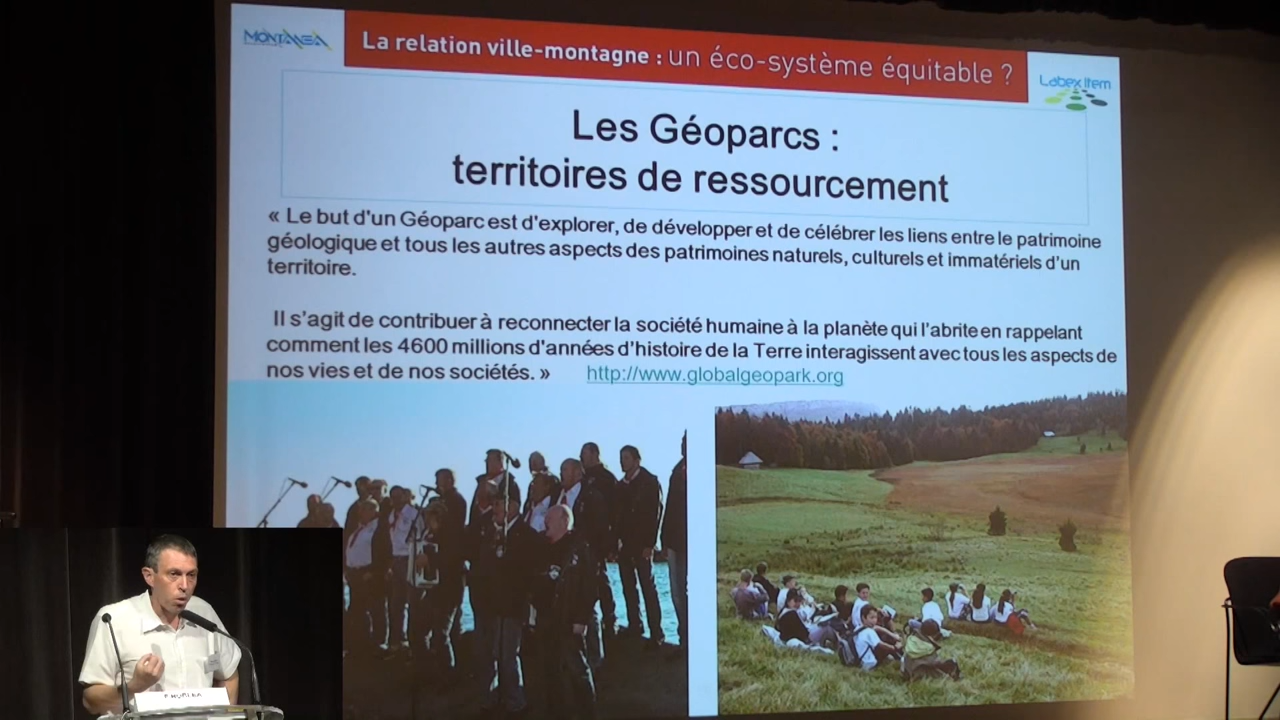 MONTANEA
La relation ville-montagne : un éco-système équitable ?
Labex item
Les Géoparcs :
territoires de ressourcement
« Le but d'un Géoparc est d'explorer, de développer et de célébrer les liens entre le patrimoine
géologique et tous les autres aspects des patrimoines naturels, culturels et immatériels d'un
territoire.
Il s'agit de contribuer à reconnecter la société humaine à la planète qui l'abrite en rappelant
comment les 4600 millions d'années d'histoire de la Terre interagissent avec tous les aspects de
nos vies et de nos sociétés. » http://www.globalgeopark.org